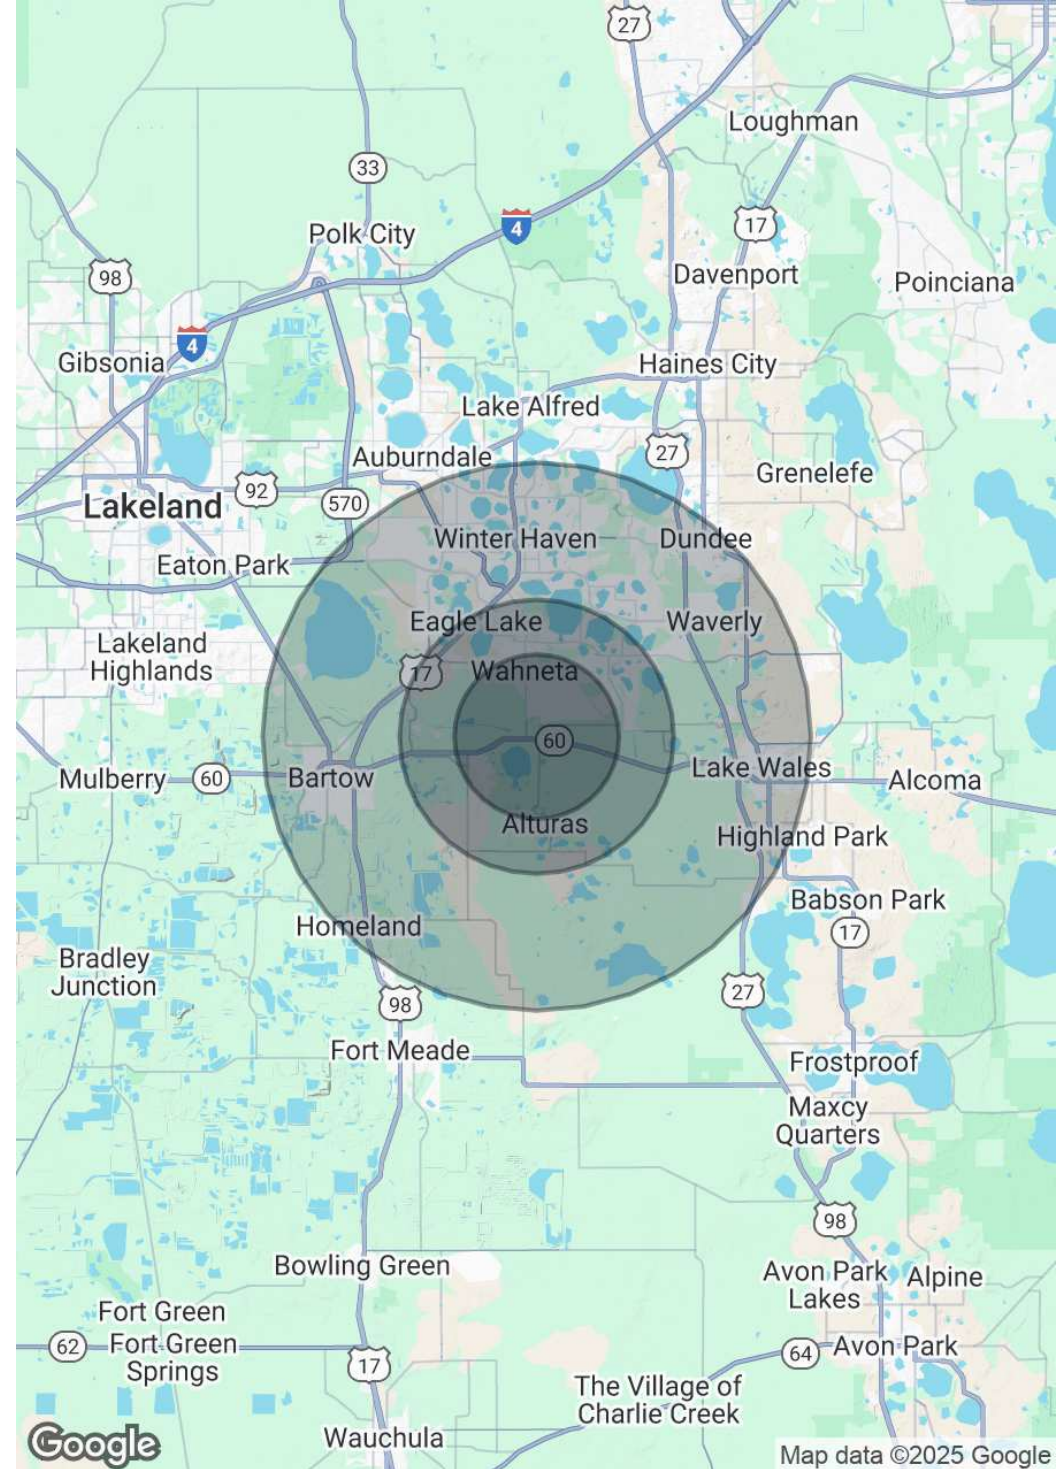 27
Loughman
33
17
Polk City
4
98
Davenport
Poinciana
4
Gibsonia
Haines City
Lake Alfred
27
Auburndale
Grenelefe
92
570
Lakeland
Winter Haven
Dundee
Eaton Park
Eagle Lake
Waverly
Lakeland
Highlands
17
Wahneta
60
Lake Wales
Mulberry
60
Bartow
Alcoma
Alturas
Highland Park
Babson Park
Homeland
17
Bradley
Junction
98
27
Fort Meade
Frostproof
Maxcy
Quarters
98
Bowling Green
Avon Park
Lakes
Alpine
Fort Green
62
Fort Green
Springs
64
Avon Park
17
The Village of
Charlie Creek
Wauchula
Google
Map data ©2025 Google